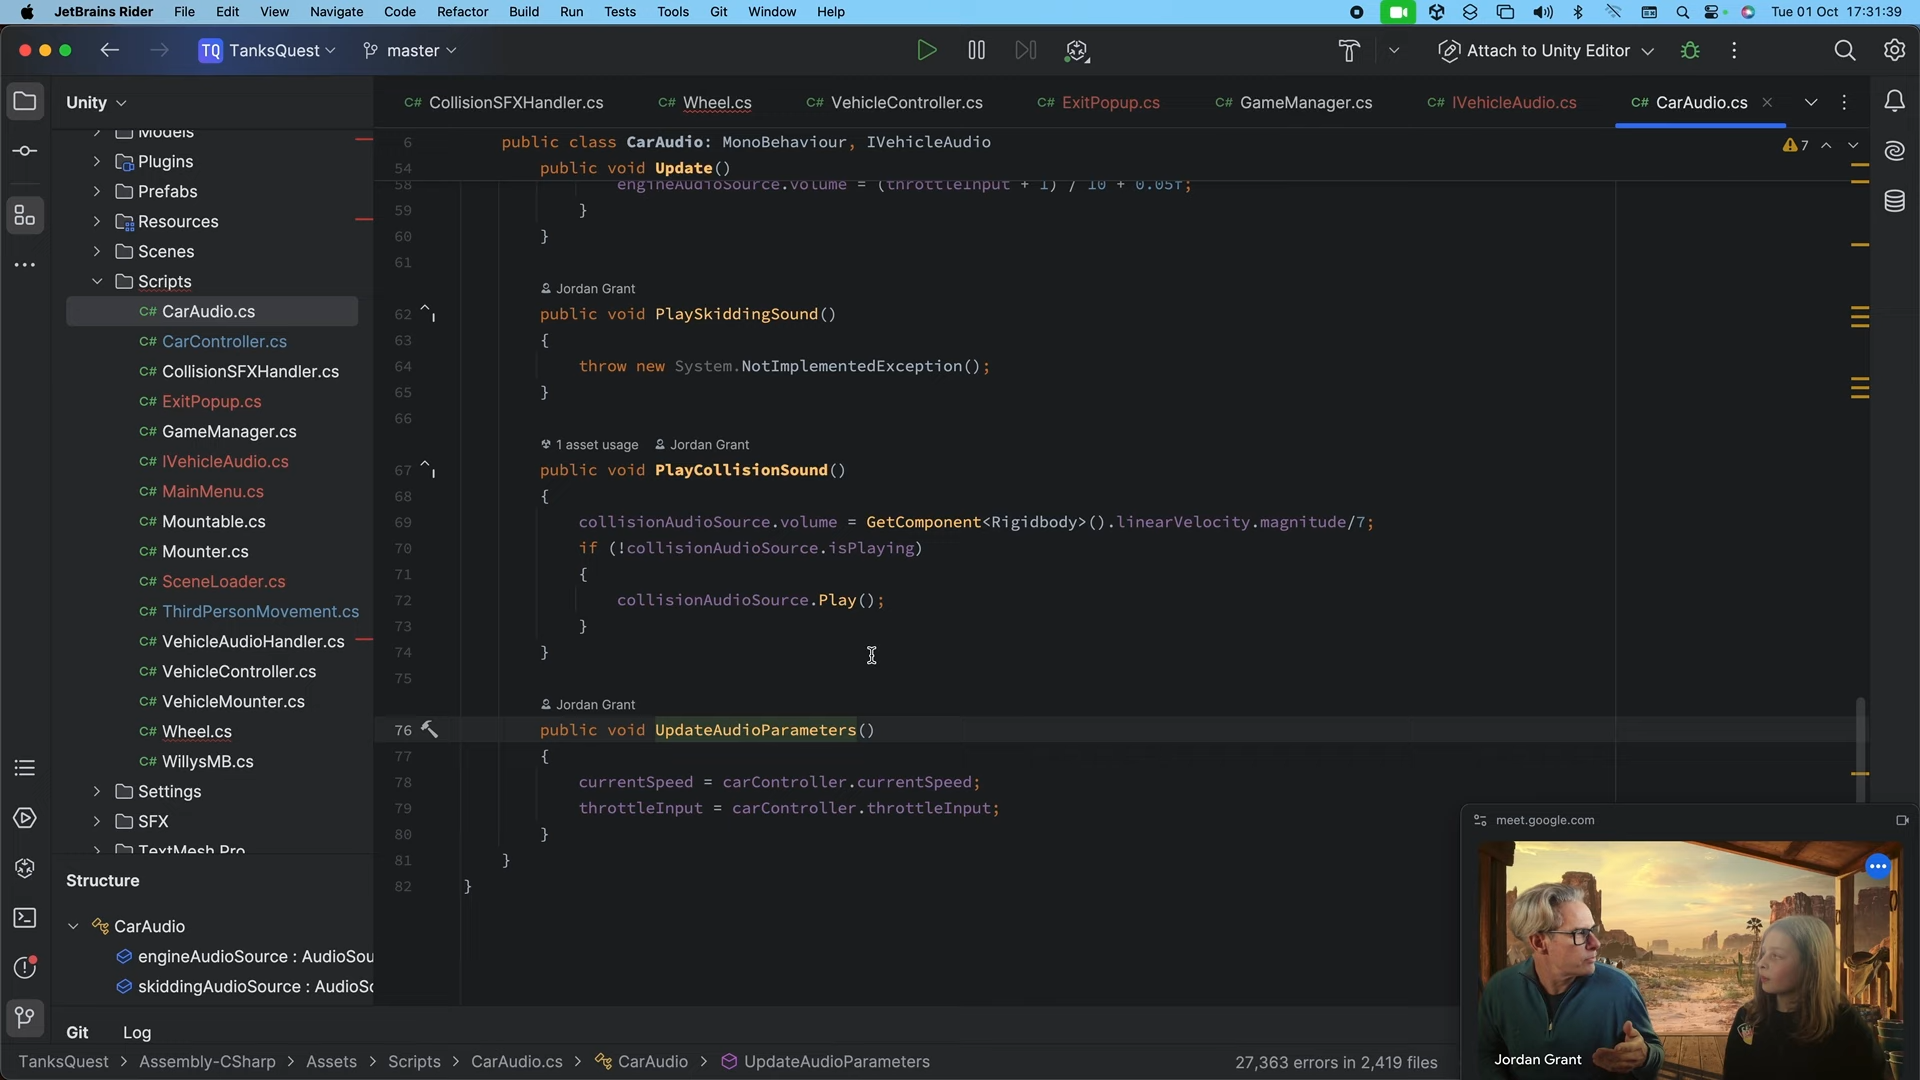 JetBrains Rider File Edit View Navigate Code Refactor Build Run Tests Tools Git Window Help Tue 01 Oct 17:31:39
TQ TanksQuest master Attach to Unity Editor
Unity
C# CollisionSFXHandler.cs C# Wheel.cs C# VehicleController.cs C# ExitPopup.cs C# GameManager.cs C# IVehicleAudio.cs C# CarAudio.cs
Models
Plugins
Prefabs
Resources
Scenes
Scripts
C# CarAudio.cs
C# CarController.cs
C# CollisionSFXHandler.cs
C# ExitPopup.cs
C# GameManager.cs
C# IVehicleAudio.cs
C# MainMenu.cs
C# Mountable.cs
C# Mounter.cs
C# SceneLoader.cs
C# ThirdPersonMovement.cs
C# VehicleAudioHandler.cs
C# VehicleController.cs
C# VehicleMounter.cs
C# Wheel.cs
C# WillysMB.cs
Settings
SFX
TextMesh Pro
Structure
CarAudio
engineAudioSource : AudioSou
skiddingAudioSource : AudioSo
7
6 public class CarAudio: MonoBehaviour, IVehicleAudio
54 public void Update()
58 engineAudioSource.volume = (throttleInput + 1) / 10 + 0.05f;
59 }
60 }
61
Jordan Grant
62 public void PlaySkiddingSound()
63 {
64 throw new System.NotImplementedException();
65 }
66
1 asset usage Jordan Grant
67 public void PlayCollisionSound()
68 {
69 collisionAudioSource.volume = GetComponent<Rigidbody>().linearVelocity.magnitude/7;
70 if (!collisionAudioSource.isPlaying)
71 {
72 collisionAudioSource.Play();
73 }
74 }
75
Jordan Grant
76 public void UpdateAudioParameters()
77 {
78 currentSpeed = carController.currentSpeed;
79 throttleInput = carController.throttleInput;
80 }
81 }
82 }
meet.google.com
Jordan Grant
Git Log
TanksQuest > Assembly-CSharp > Assets > Scripts > CarAudio.cs > CarAudio > UpdateAudioParameters 27,363 errors in 2,419 files